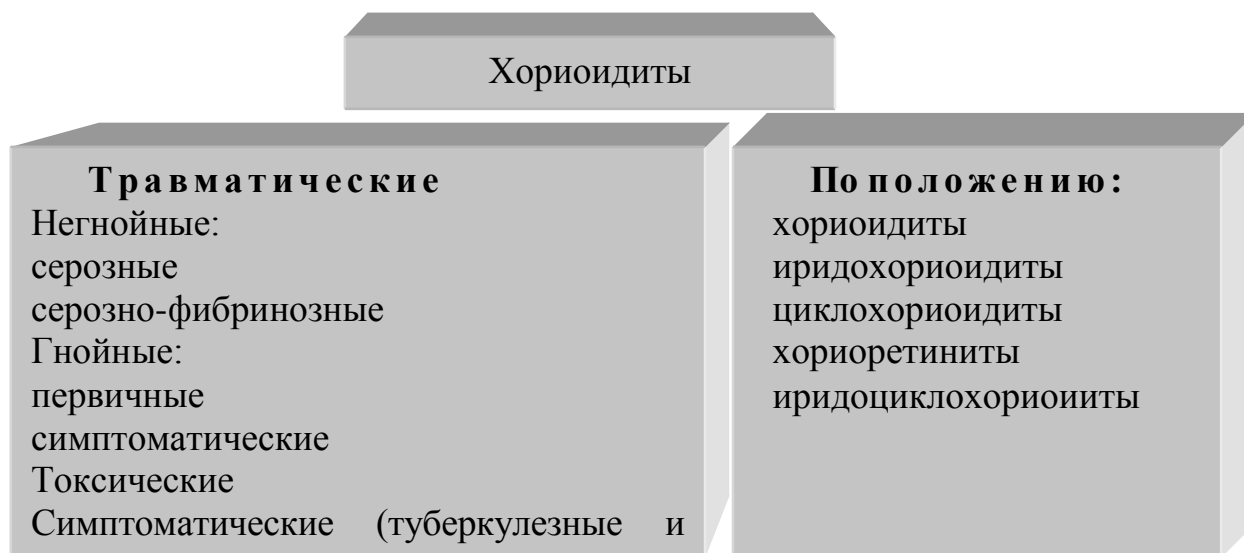 Хориоидиты
Травматические
Негнойные:
серозные
серозно-фибринозные
Гнойные:
первичные
симптоматические
Токсические
Симптоматические (туберкулезные и
По положению:
хориоидиты
иридохориоидиты
циклохориоидиты
хориоретиниты
иридоциклохориоииты